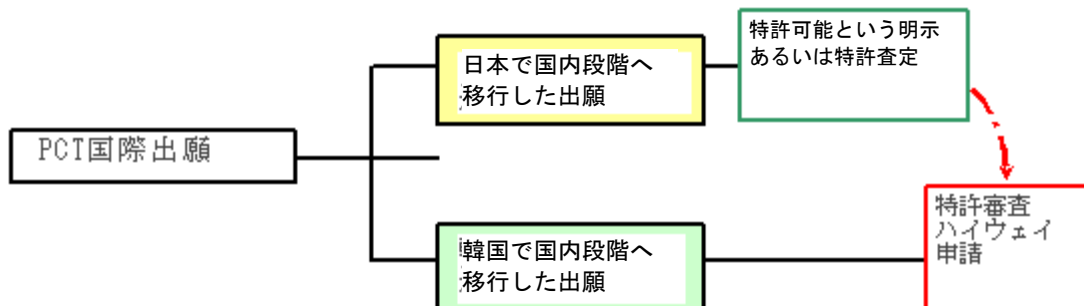 特許可能という明示
あるいは特許査定
日本で国内段階へ
移行した出願
PCT国際出願
特許審査
ハイウェイ
申請
韓国で国内段階へ
移行した出願